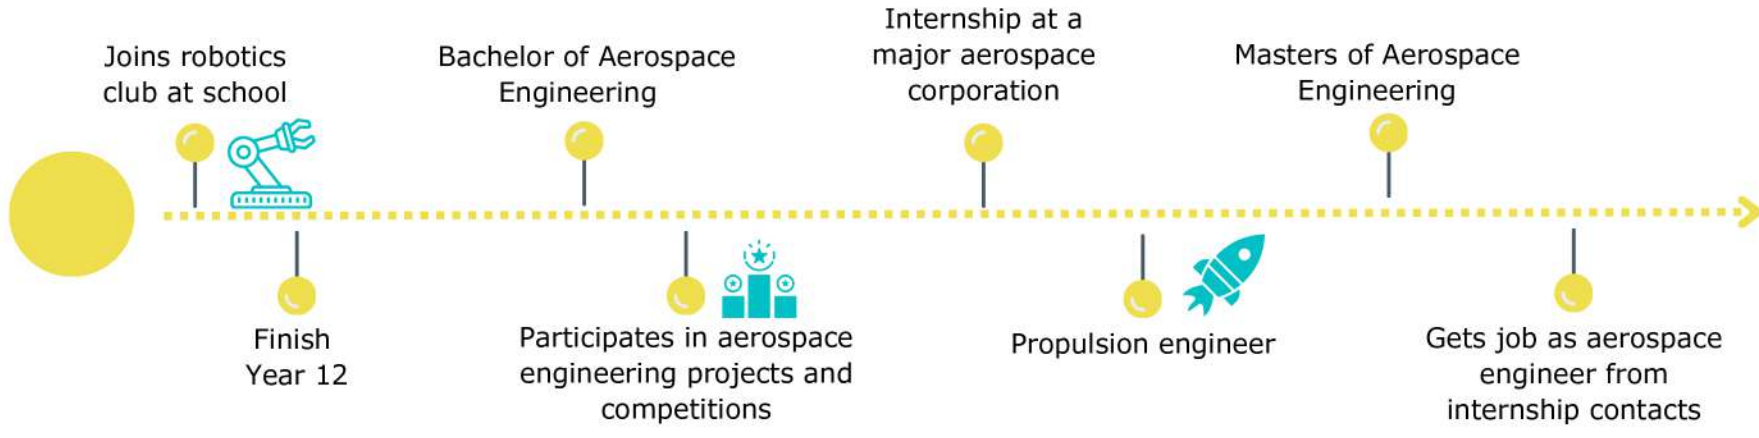 Joins robotics
club at school
Finish
Year 12
Bachelor of Aerospace
Engineering
Participates in aerospace
engineering projects and
competitions
Internship at a
major aerospace
corporation
Propulsion engineer
Masters of Aerospace
Engineering
Gets job as aerospace
engineer from
internship contacts